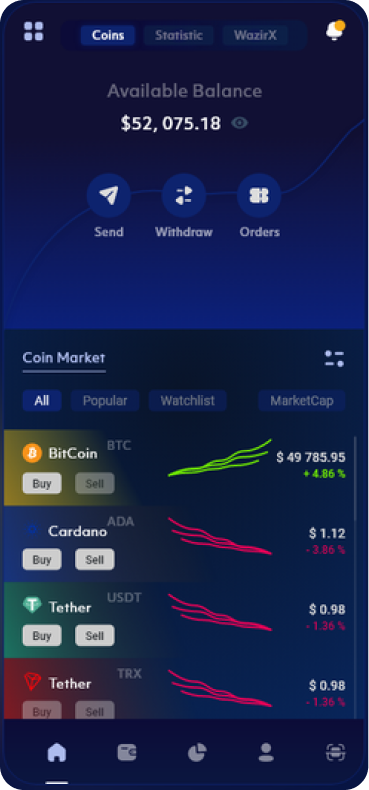 Coins Statistic WazirX
Available Balance
$52, 075.18
Send Withdraw Orders
Coin Market
All Popular Watchlist MarketCap
BitCoin BTC $ 49 785.95
Buy Sell + 4.86 %
Cardano ADA $ 1.12
Buy Sell - 3.86 %
Tether USDT $ 0.98
Buy Sell - 1.36 %
Tether TRX $ 0.98
Buy Sell - 1.36 %